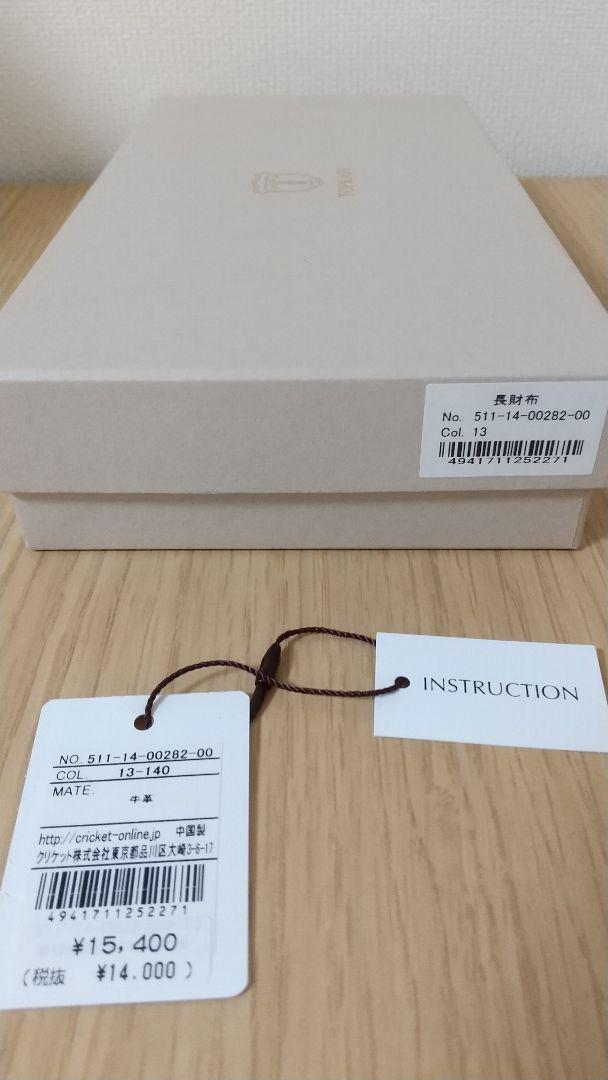 TOPKAPI
長財布
No. 511-14-00282-00
Col. 13
4941711252271
INSTRUCTION
NO. 511-14-00282-00
COL. 13-140
MATE.
牛革
http://cricket-online.jp 中国製
クリケット株式会社東京都品川区大崎3-6-17
4941711252271
¥15,400
(税抜 ¥14.000)